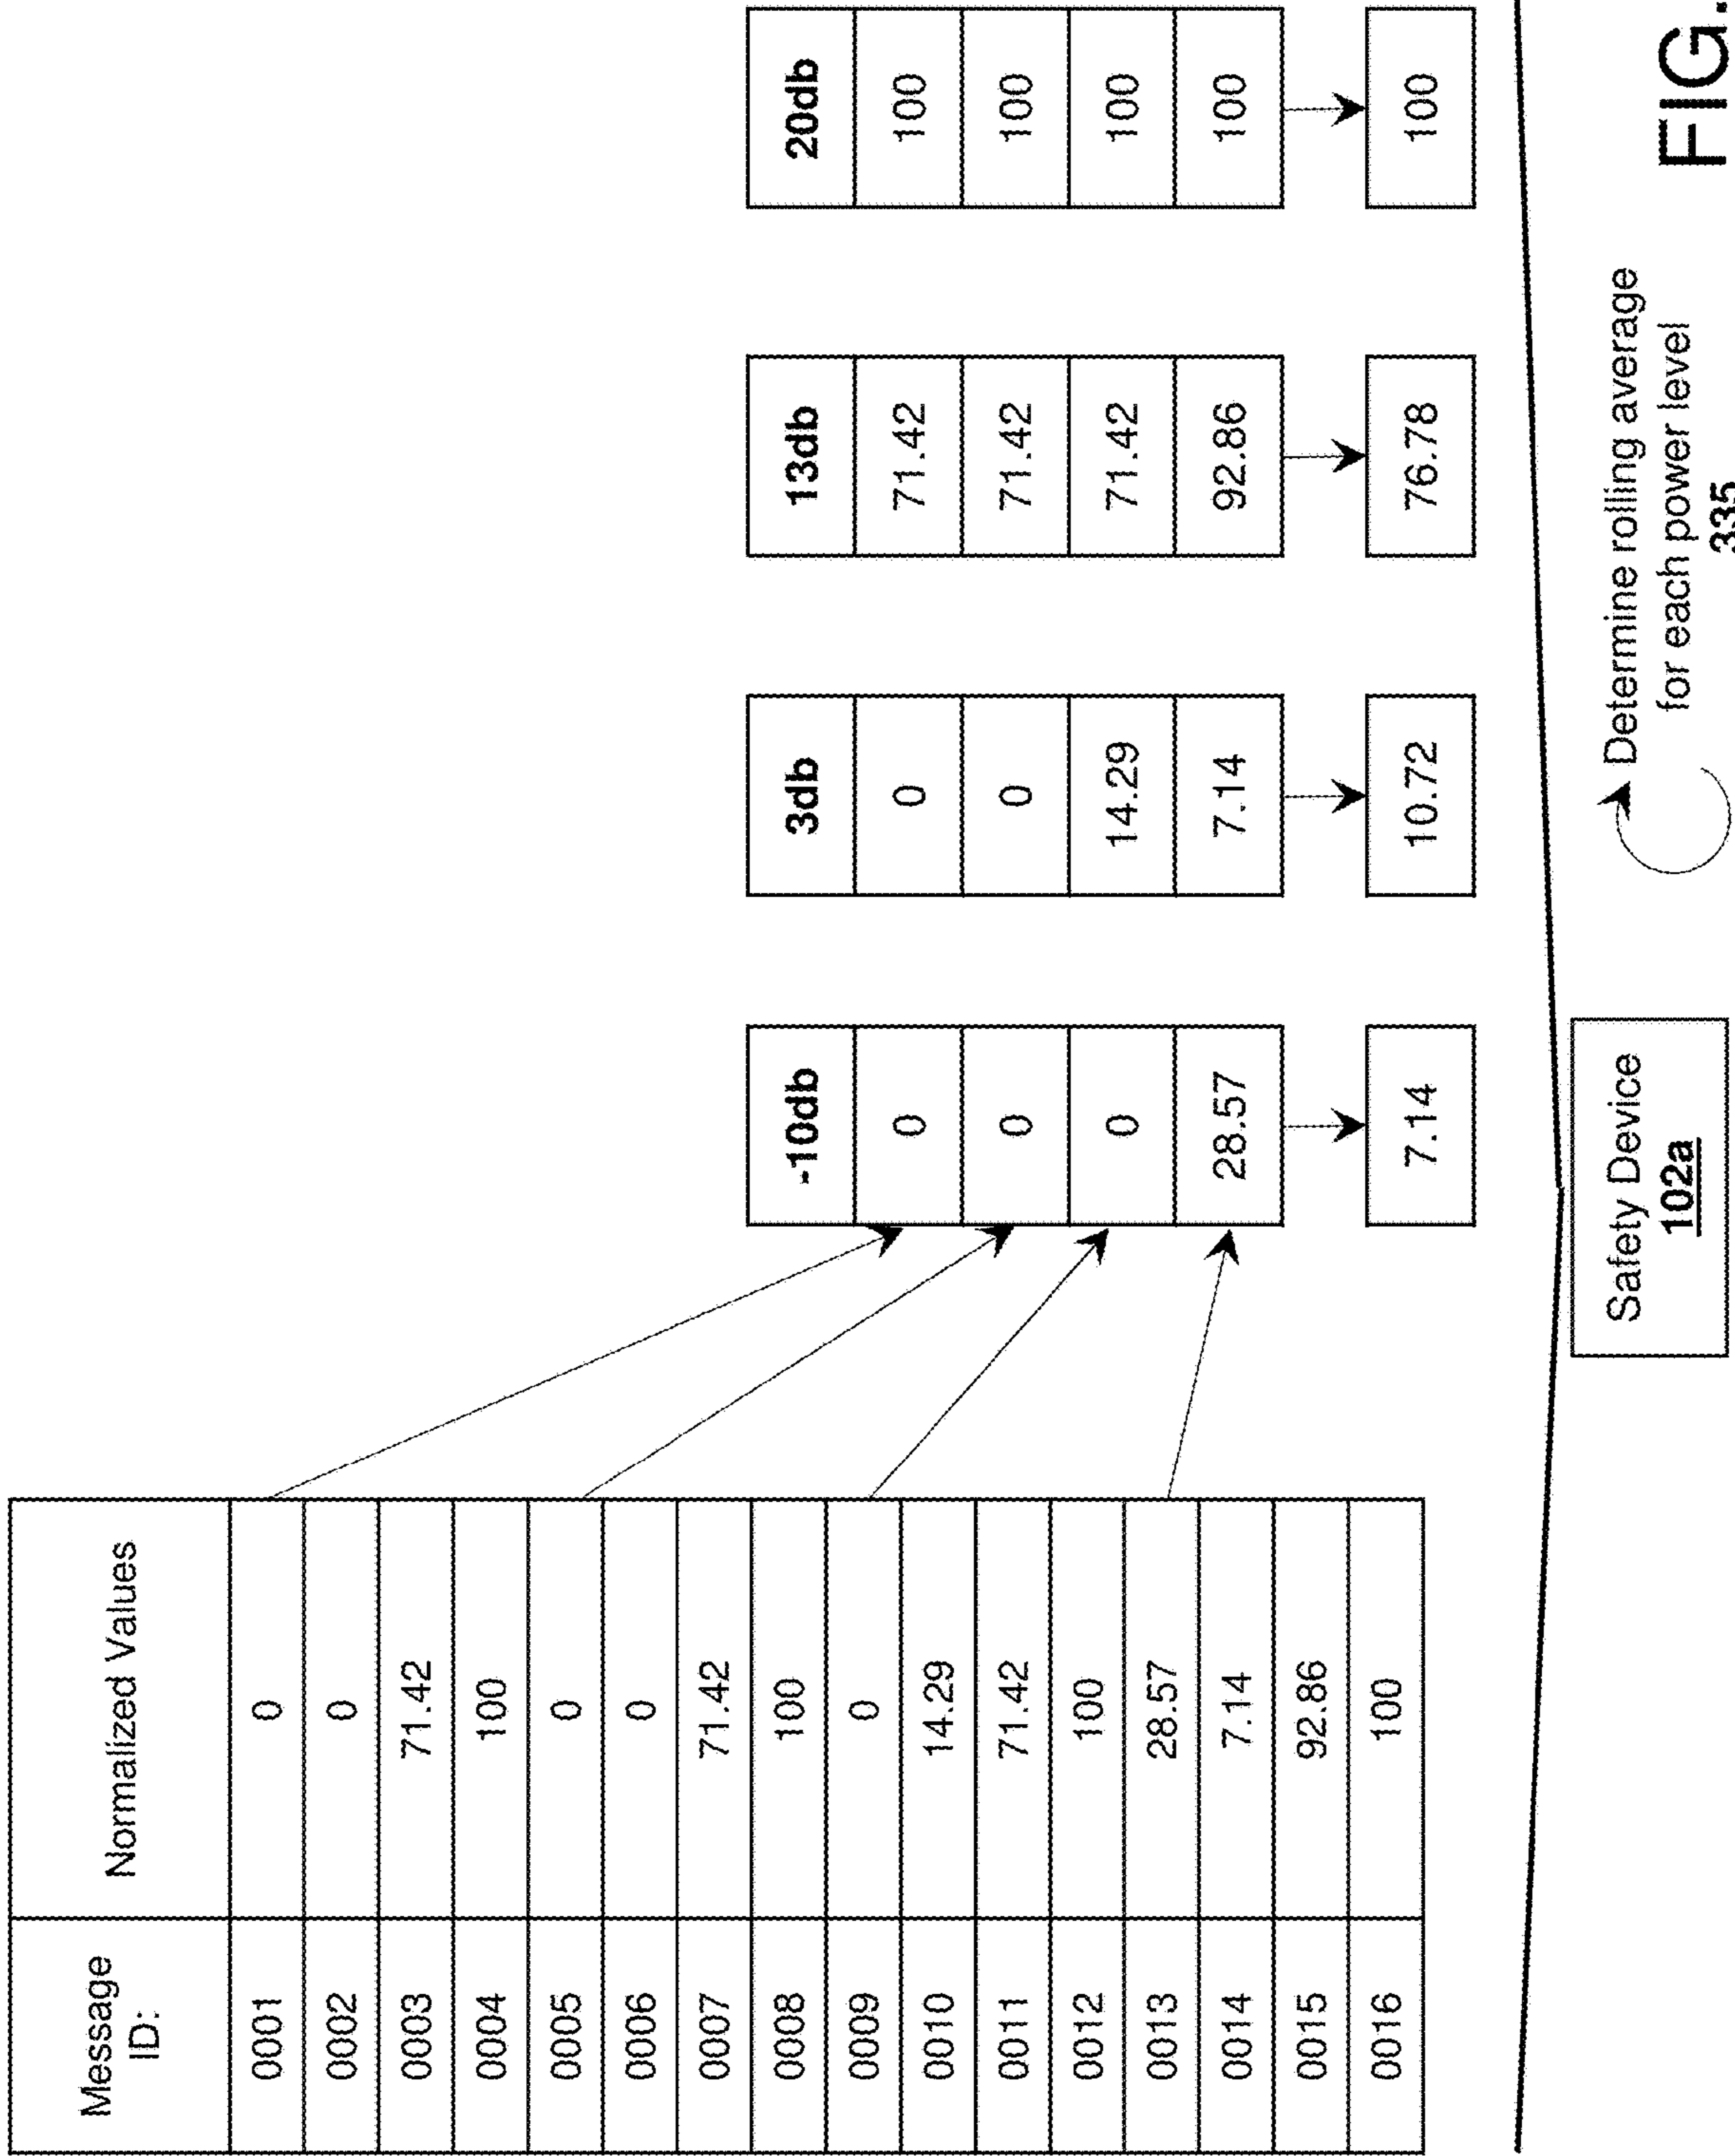 Message ID: Normalized Values
0001 0
0002 0
0003 71.42
0004 100
0005 0
0006 0
0007 71.42
0008 100
0009 0
0010 14.29
0011 71.42
0012 100
0013 28.57
0014 7.14
0015 92.86
0016 100
-10db 3db 13db 20db
0 0 71.42 100
0 0 71.42 100
0 14.29 71.42 100
28.57 7.14 92.86 100
7.14 10.72 76.78 100
Safety Device
102a
Determine rolling average
for each power level
335
FIG.